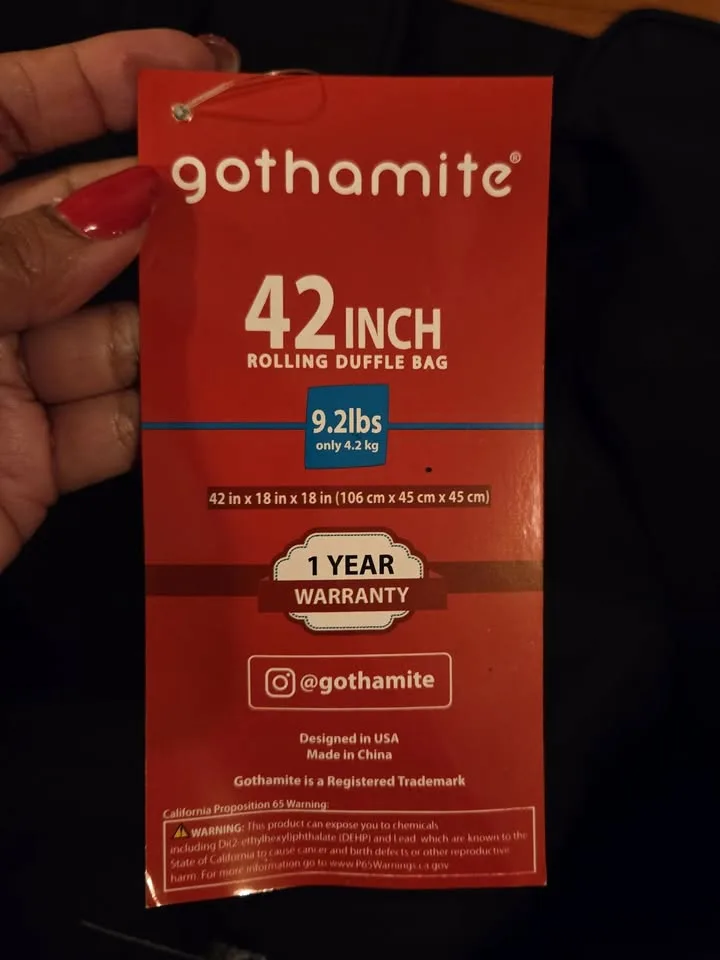 gothamite®
42 INCH
ROLLING DUFFLE BAG
9.2lbs
only 4.2 kg
42 in x 18 in x 18 in (106 cm x 45 cm x 45 cm)
1 YEAR
WARRANTY
@gothamite
Designed in USA
Made in China
Gothamite is a Registered Trademark
California Proposition 65 Warning:
WARNING: This product can expose you to chemicals
including Di(2-ethylhexyl)phthalate (DEHP) and Lead, which are known to the
State of California to cause cancer and birth defects or other reproductive
harm. For more information go to www.P65Warnings.ca.gov